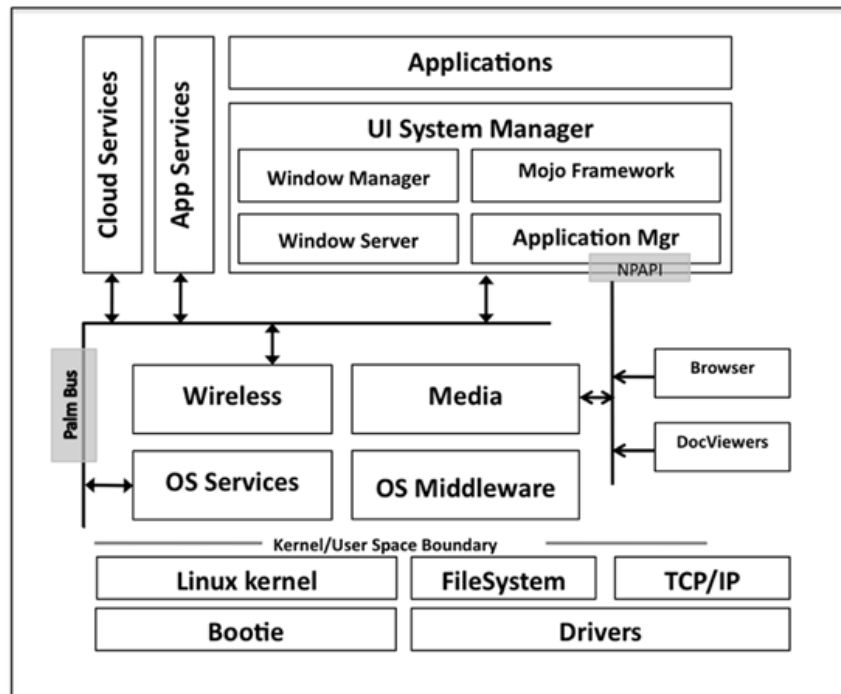 Cloud Services
App Services
Applications
UI System Manager
Window Manager
Mojo Framework
Window Server
Application Mgr
NPAPI
Palm Bus
Wireless
Media
Browser
OS Services
OS Middleware
DocViewers
Kernel/User Space Boundary
Linux kernel
FileSystem
TCP/IP
Bootie
Drivers